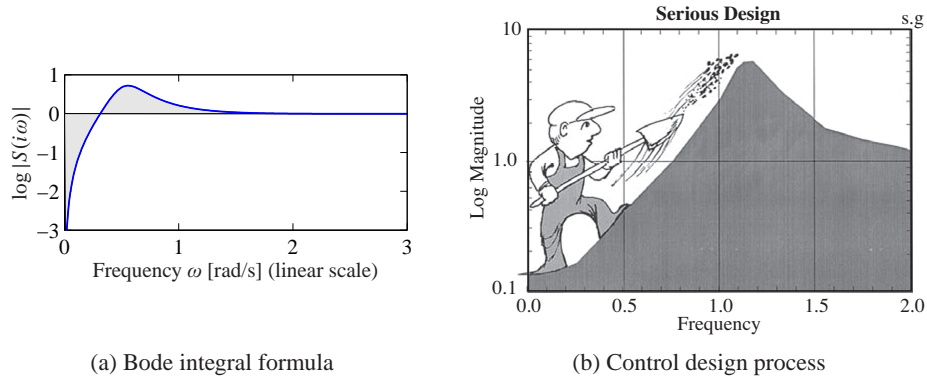 1
0
−1
−2
−3
0
1
2
3
log |S(iω)|
Frequency ω [rad/s] (linear scale)
(a) Bode integral formula
Serious Design
s.g
10
1.0
0.1
Log Magnitude
0.0
0.5
1.0
1.5
2.0
Frequency
(b) Control design process